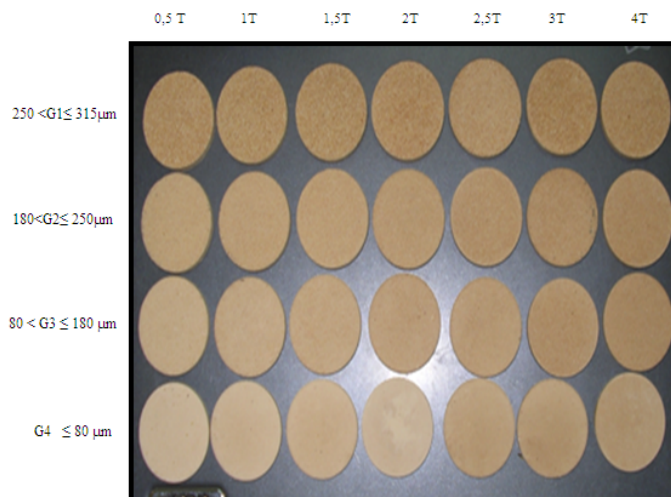 0,5 T 1T 1,5T 2T 2,5T 3T 4T
250 <G1≤ 315µm
180<G2≤ 250µm
80 < G3 ≤ 180 µm
G4 ≤ 80 µm